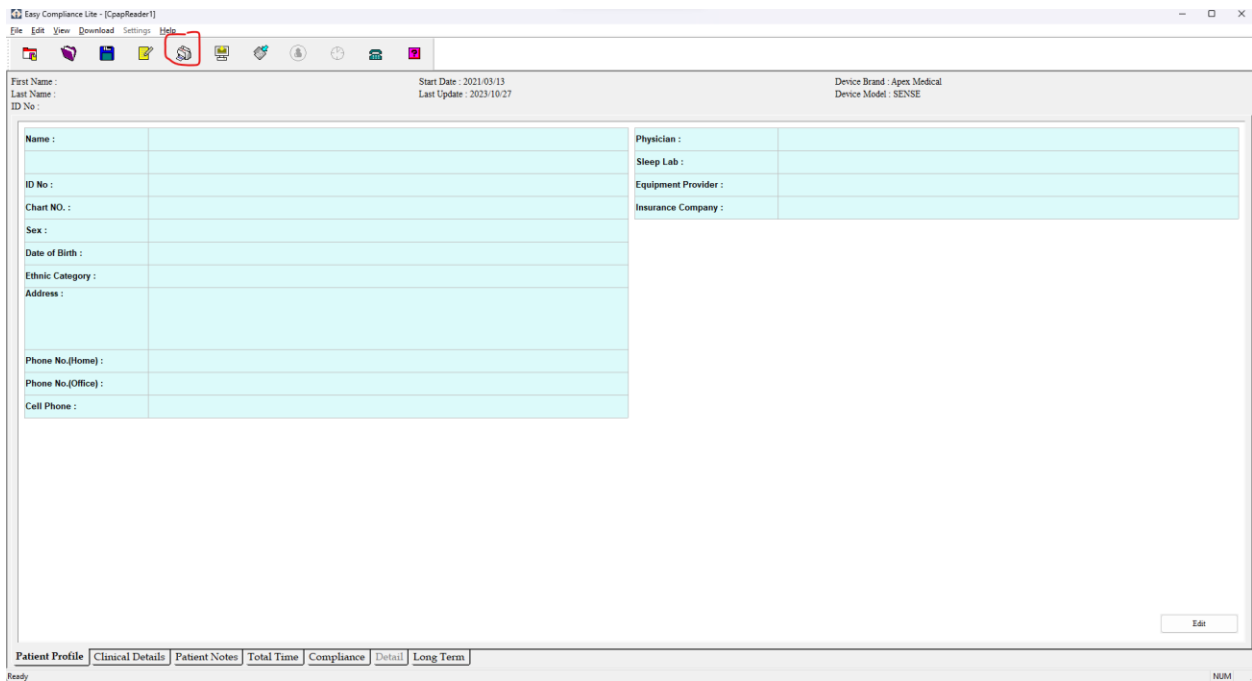 Easy Compliance Lite - [CpapReader1]
File Edit View Download Settings Help
First Name :
Last Name :
ID No :
Start Date : 2021/03/13
Last Update : 2023/10/27
Device Brand : Apex Medical
Device Model : SENSE
Name :
ID No :
Chart NO. :
Sex :
Date of Birth :
Ethnic Category :
Address :
Phone No.(Home) :
Phone No.(Office) :
Cell Phone :
Physician :
Sleep Lab :
Equipment Provider :
Insurance Company :
Edit
Patient Profile Clinical Details Patient Notes Total Time Compliance Detail Long Term
Ready NUM